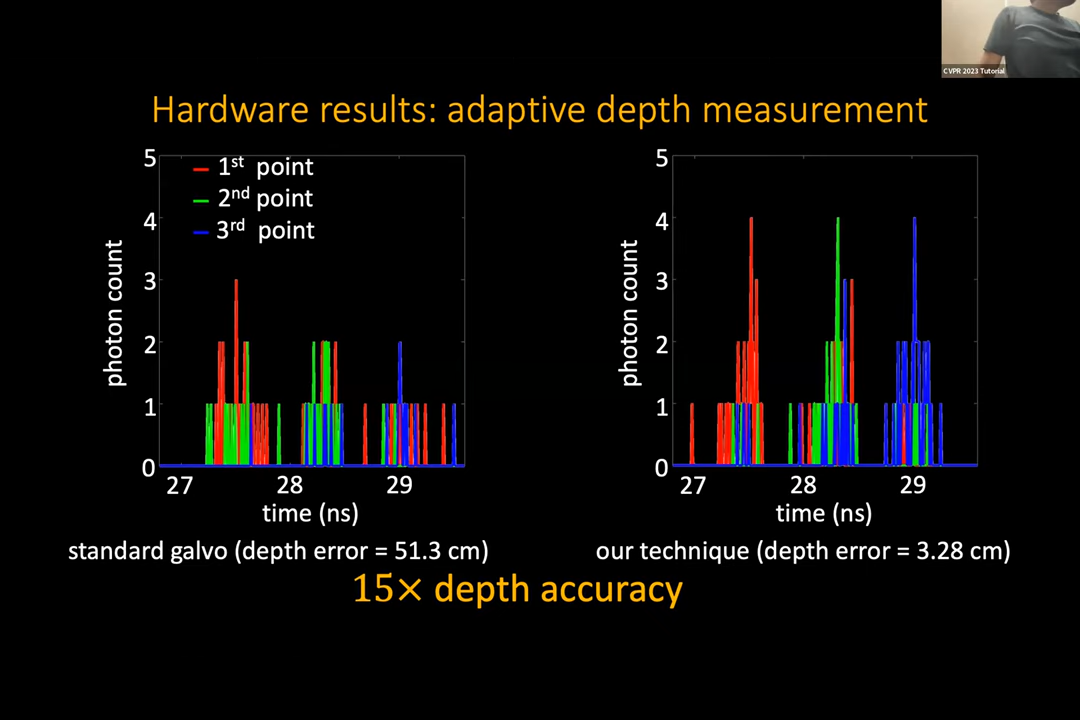 CVPR 2023 Tutorial
Hardware results: adaptive depth measurement
5
4
3
2
1
0
photon count
1st point
2nd point
3rd point
27 28 29
time (ns)
standard galvo (depth error = 51.3 cm)
5
4
3
2
1
0
photon count
27 28 29
time (ns)
our technique (depth error = 3.28 cm)
15× depth accuracy